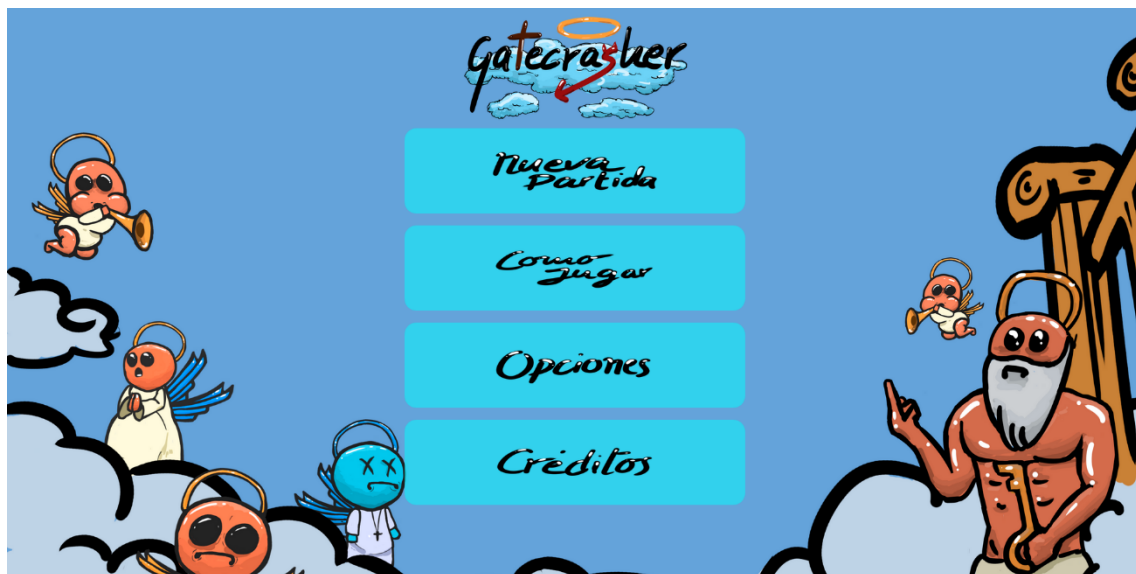 gatecrasher
Nueva
Partida
Como
Jugar
Opciones
Créditos